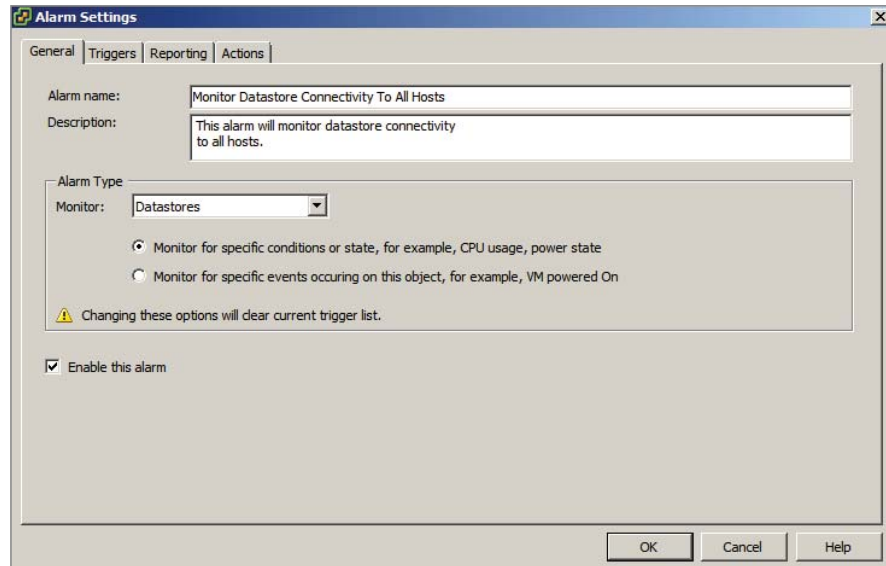 Alarm Settings
General Triggers Reporting Actions
Alarm name: Monitor Datastore Connectivity To All Hosts
Description: This alarm will monitor datastore connectivity
to all hosts.
Alarm Type
Monitor: Datastores
Monitor for specific conditions or state, for example, CPU usage, power state
Monitor for specific events occuring on this object, for example, VM powered On
Changing these options will clear current trigger list.
Enable this alarm
OK Cancel Help